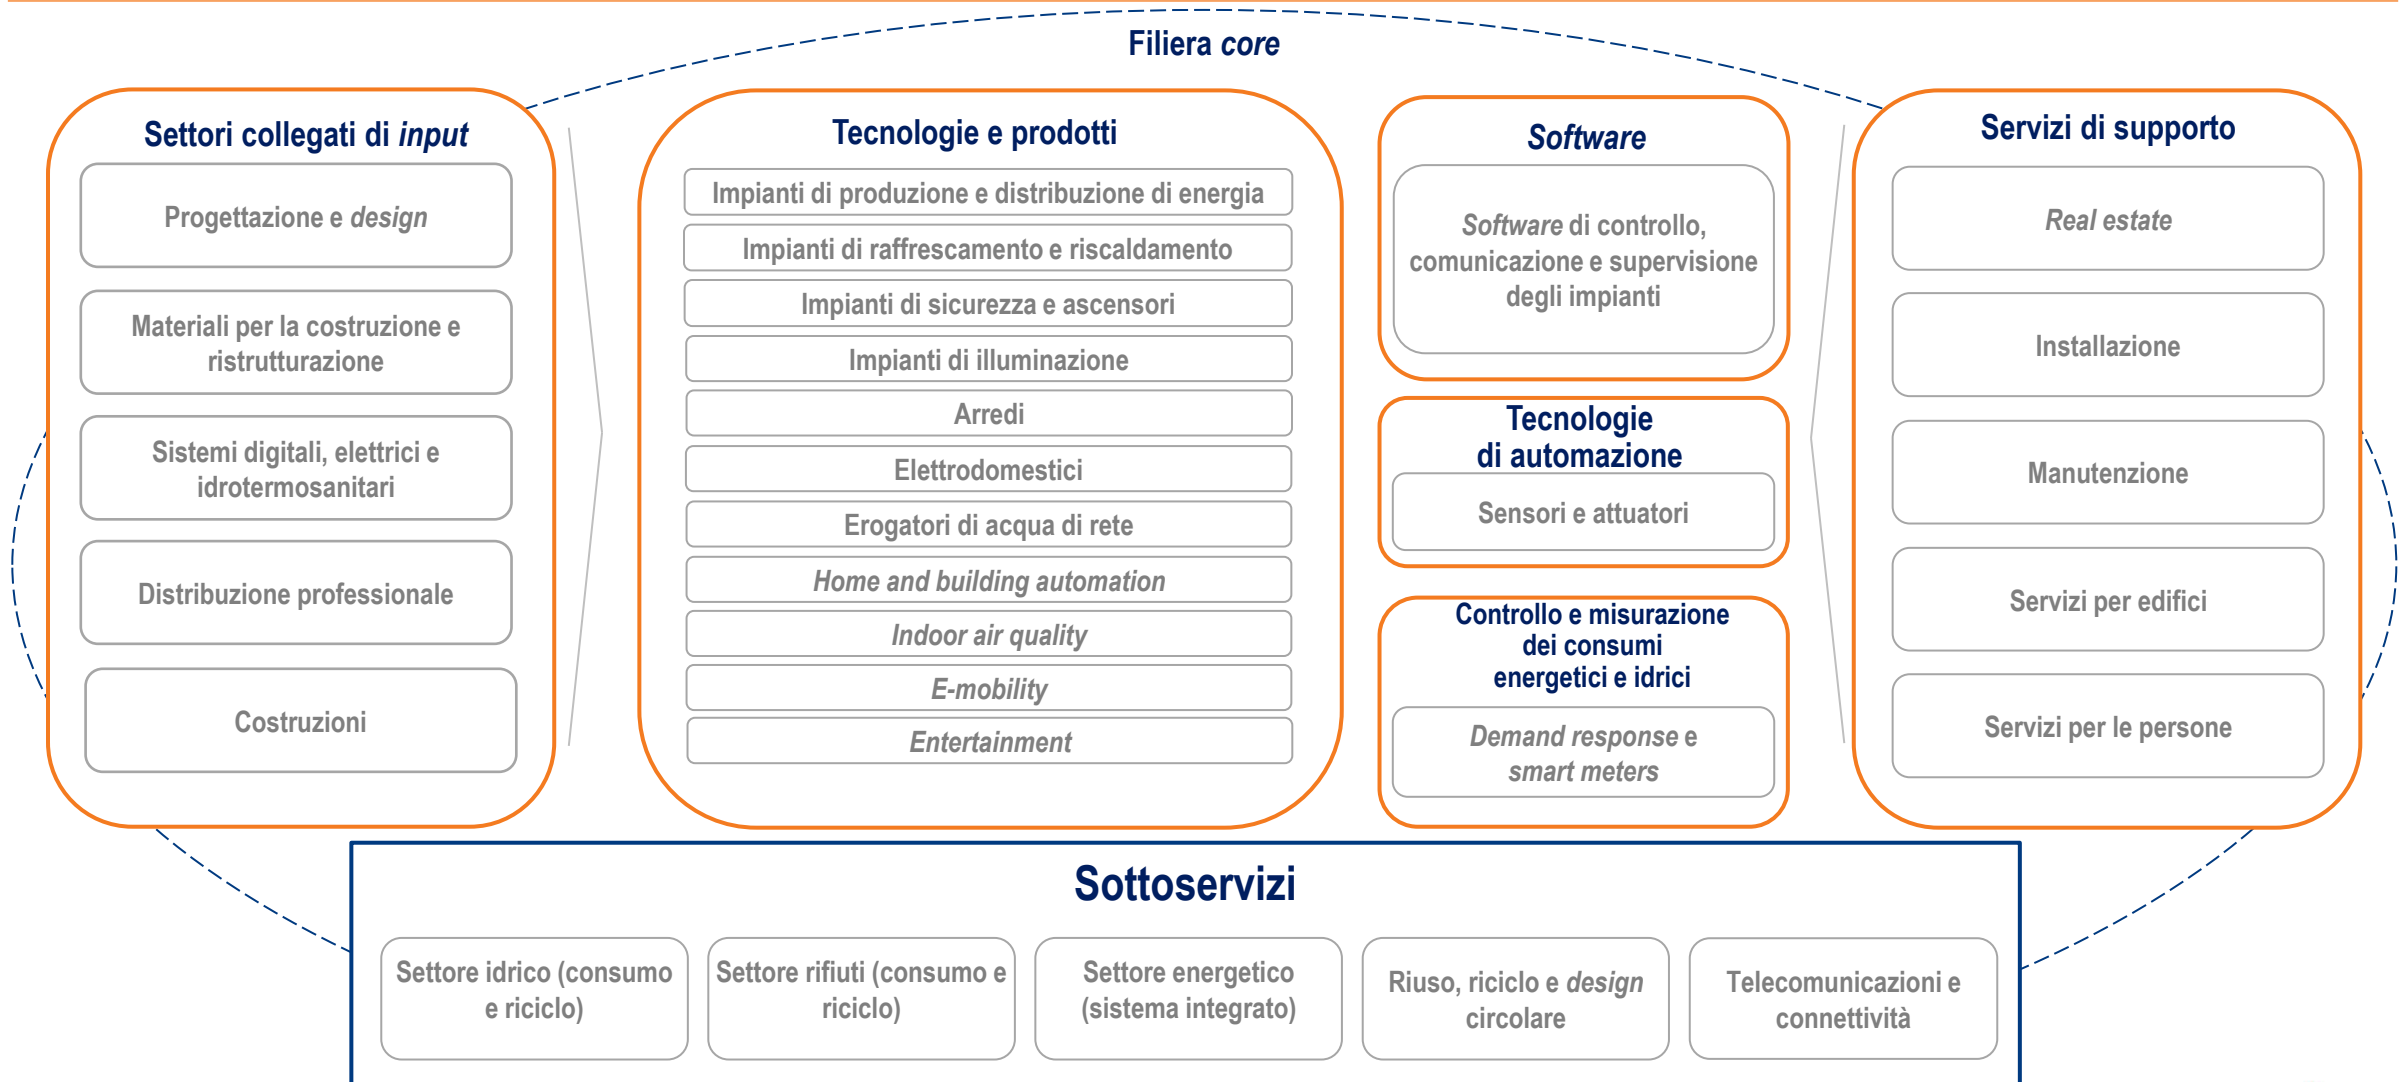 Filiera core
Settori collegati di input
Progettazione e design
Materiali per la costruzione e
ristrutturazione
Sistemi digitali, elettrici e
idrotermosanitari
Distribuzione professionale
Costruzioni
Tecnologie e prodotti
Impianti di produzione e distribuzione di energia
Impianti di raffrescamento e riscaldamento
Impianti di sicurezza e ascensori
Impianti di illuminazione
Arredi
Elettrodomestici
Erogatori di acqua di rete
Home and building automation
Indoor air quality
E-mobility
Entertainment
Software
Software di controllo,
comunicazione e supervisione
degli impianti
Tecnologie
di automazione
Sensori e attuatori
Controllo e misurazione
dei consumi
energetici e idrici
Demand response e
smart meters
Servizi di supporto
Real estate
Installazione
Manutenzione
Servizi per edifici
Servizi per le persone
Sottoservizi
Settore idrico (consumo
e riciclo)
Settore rifiuti (consumo e
riciclo)
Settore energetico
(sistema integrato)
Riuso, riciclo e design
circolare
Telecomunicazioni e
connettività